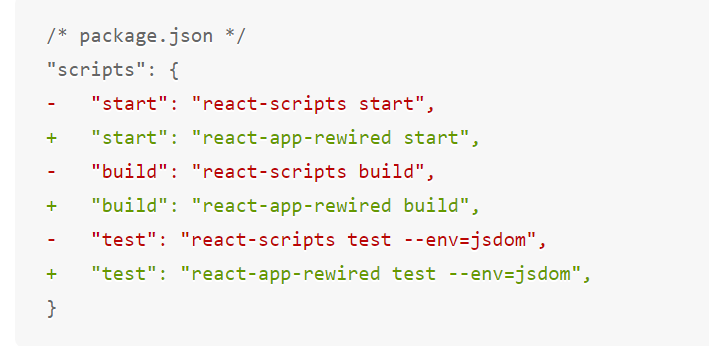 /* package.json */
"scripts": {
-   "start": "react-scripts start",
+   "start": "react-app-rewired start",
-   "build": "react-scripts build",
+   "build": "react-app-rewired build",
-   "test": "react-scripts test --env=jsdom",
+   "test": "react-app-rewired test --env=jsdom",
}